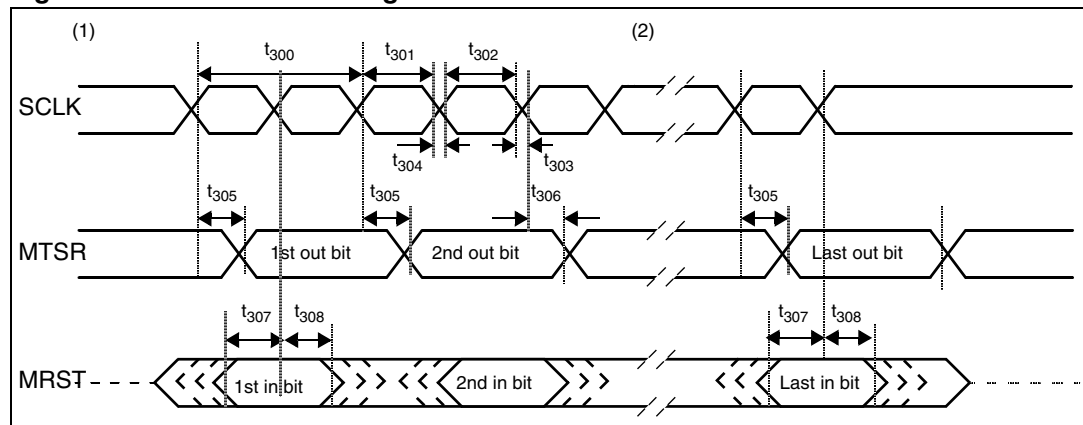 (1) (2)
t300 t301 t302
SCLK
t304 t303
t305 t305 t306 t305
MTSR 1st out bit 2nd out bit Last out bit
t307 t308 t307 t308
MRST 1st in bit 2nd in bit Last in bit